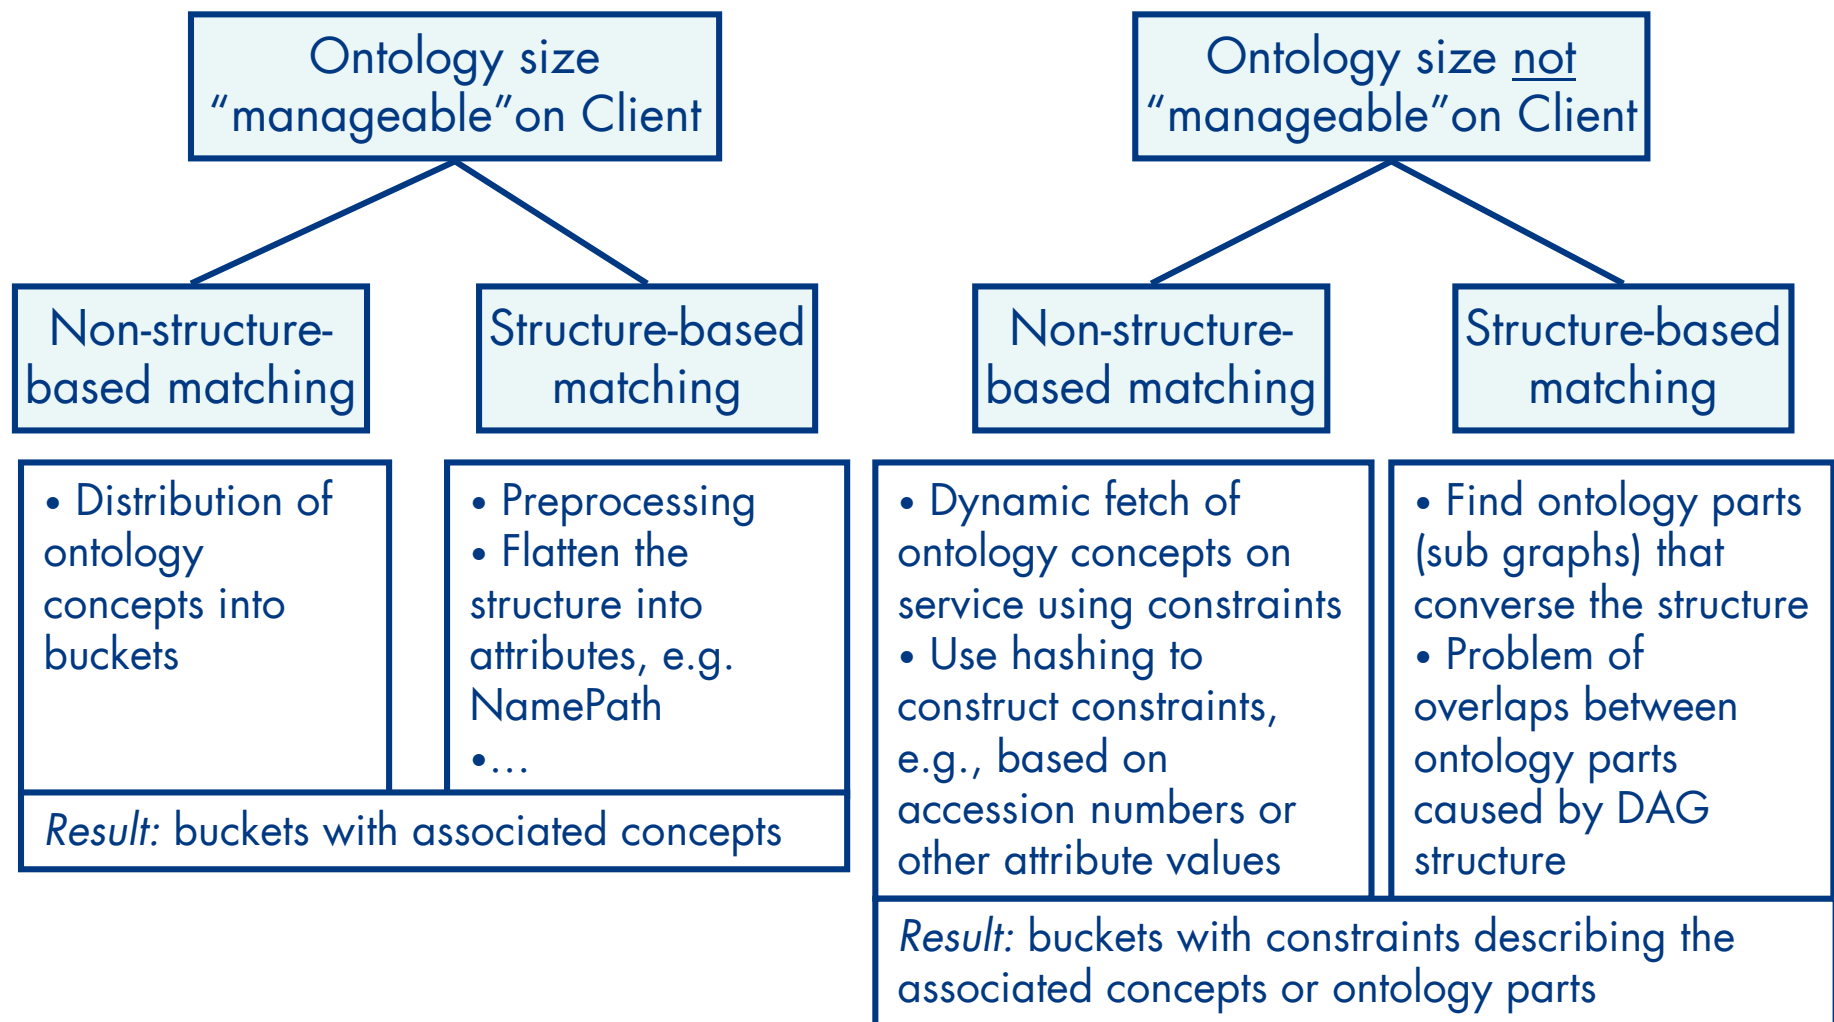 Ontology size
“manageable”on Client
Ontology size not
“manageable”on Client
Non-structure-
based matching
Structure-based
matching
Non-structure-
based matching
Structure-based
matching
• Distribution of
ontology
concepts into
buckets
• Preprocessing
• Flatten the
structure into
attributes, e.g.
NamePath
•...
Result: buckets with associated concepts
• Dynamic fetch of
ontology concepts on
service using constraints
• Use hashing to
construct constraints,
e.g., based on
accession numbers or
other attribute values
• Find ontology parts
(sub graphs) that
converse the structure
• Problem of
overlaps between
ontology parts
caused by DAG
structure
Result: buckets with constraints describing the
associated concepts or ontology parts